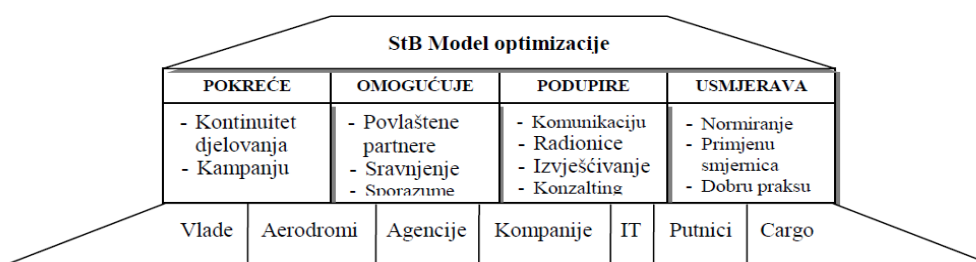 StB Model optimizacije
POKREĆE
OMOGUĆUJE
PODUPIRE
USMJERAVA
- Kontinuitet
djelovanja
- Kampanju
- Povlaštene
partnere
- Sravnjenje
- Sporazume
- Komunikaciju
- Radionice
- Izvješćivanje
- Konzalting
- Normiranje
- Primjenu
smjernica
- Dobru praksu
Vlade
Aerodromi
Agencije
Kompanije
IT
Putnici
Cargo